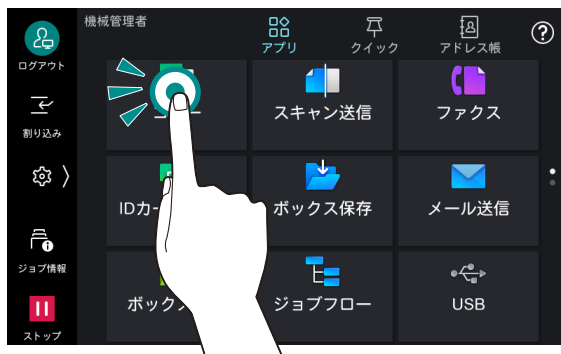 機械管理者
アプリ
クイック
アドレス帳
ログアウト
割り込み
ジョブ情報
ストップ
スキャン送信
ファクス
IDカー
ボックス保存
メール送信
ボックス
ジョブフロー
USB